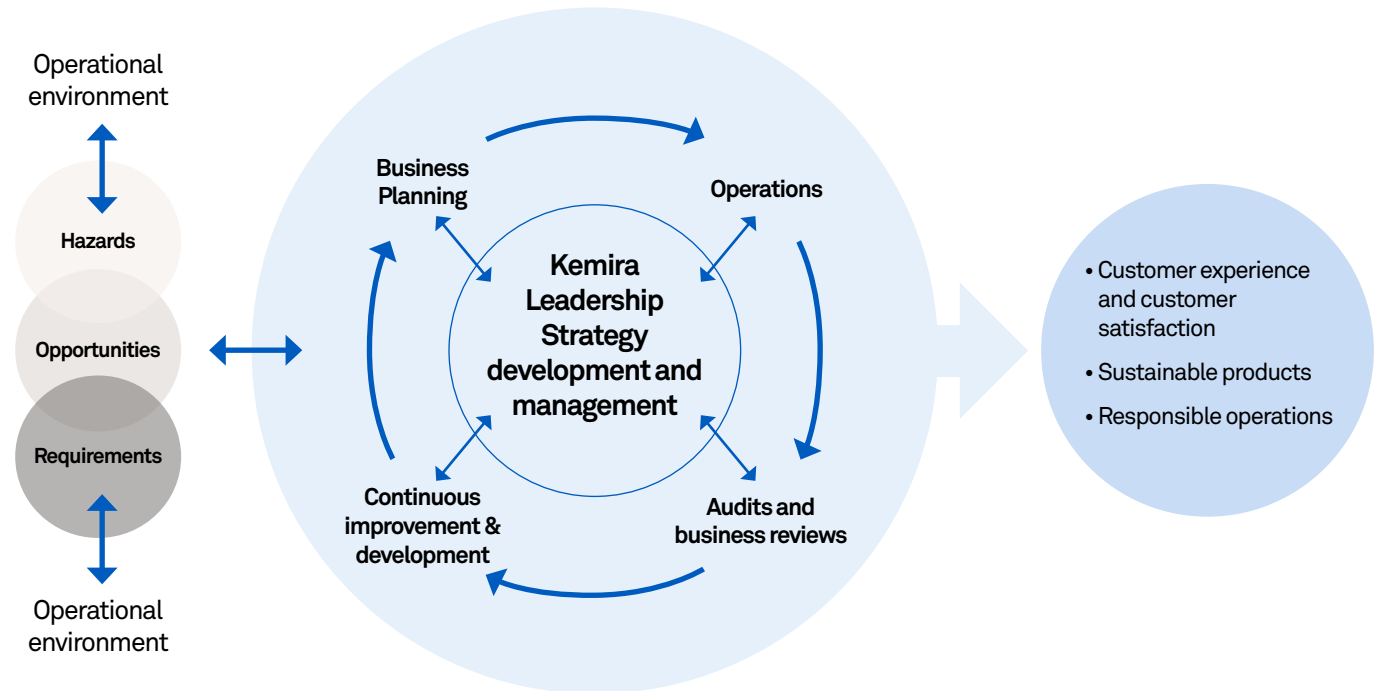 Operational
environment
Hazards
Opportunities
Requirements
Operational
environment
Business
Planning
Operations
Kemira
Leadership
Strategy
development and
management
Continuous
improvement &
development
Audits and
business reviews
• Customer experience
and customer
satisfaction
• Sustainable products
• Responsible operations